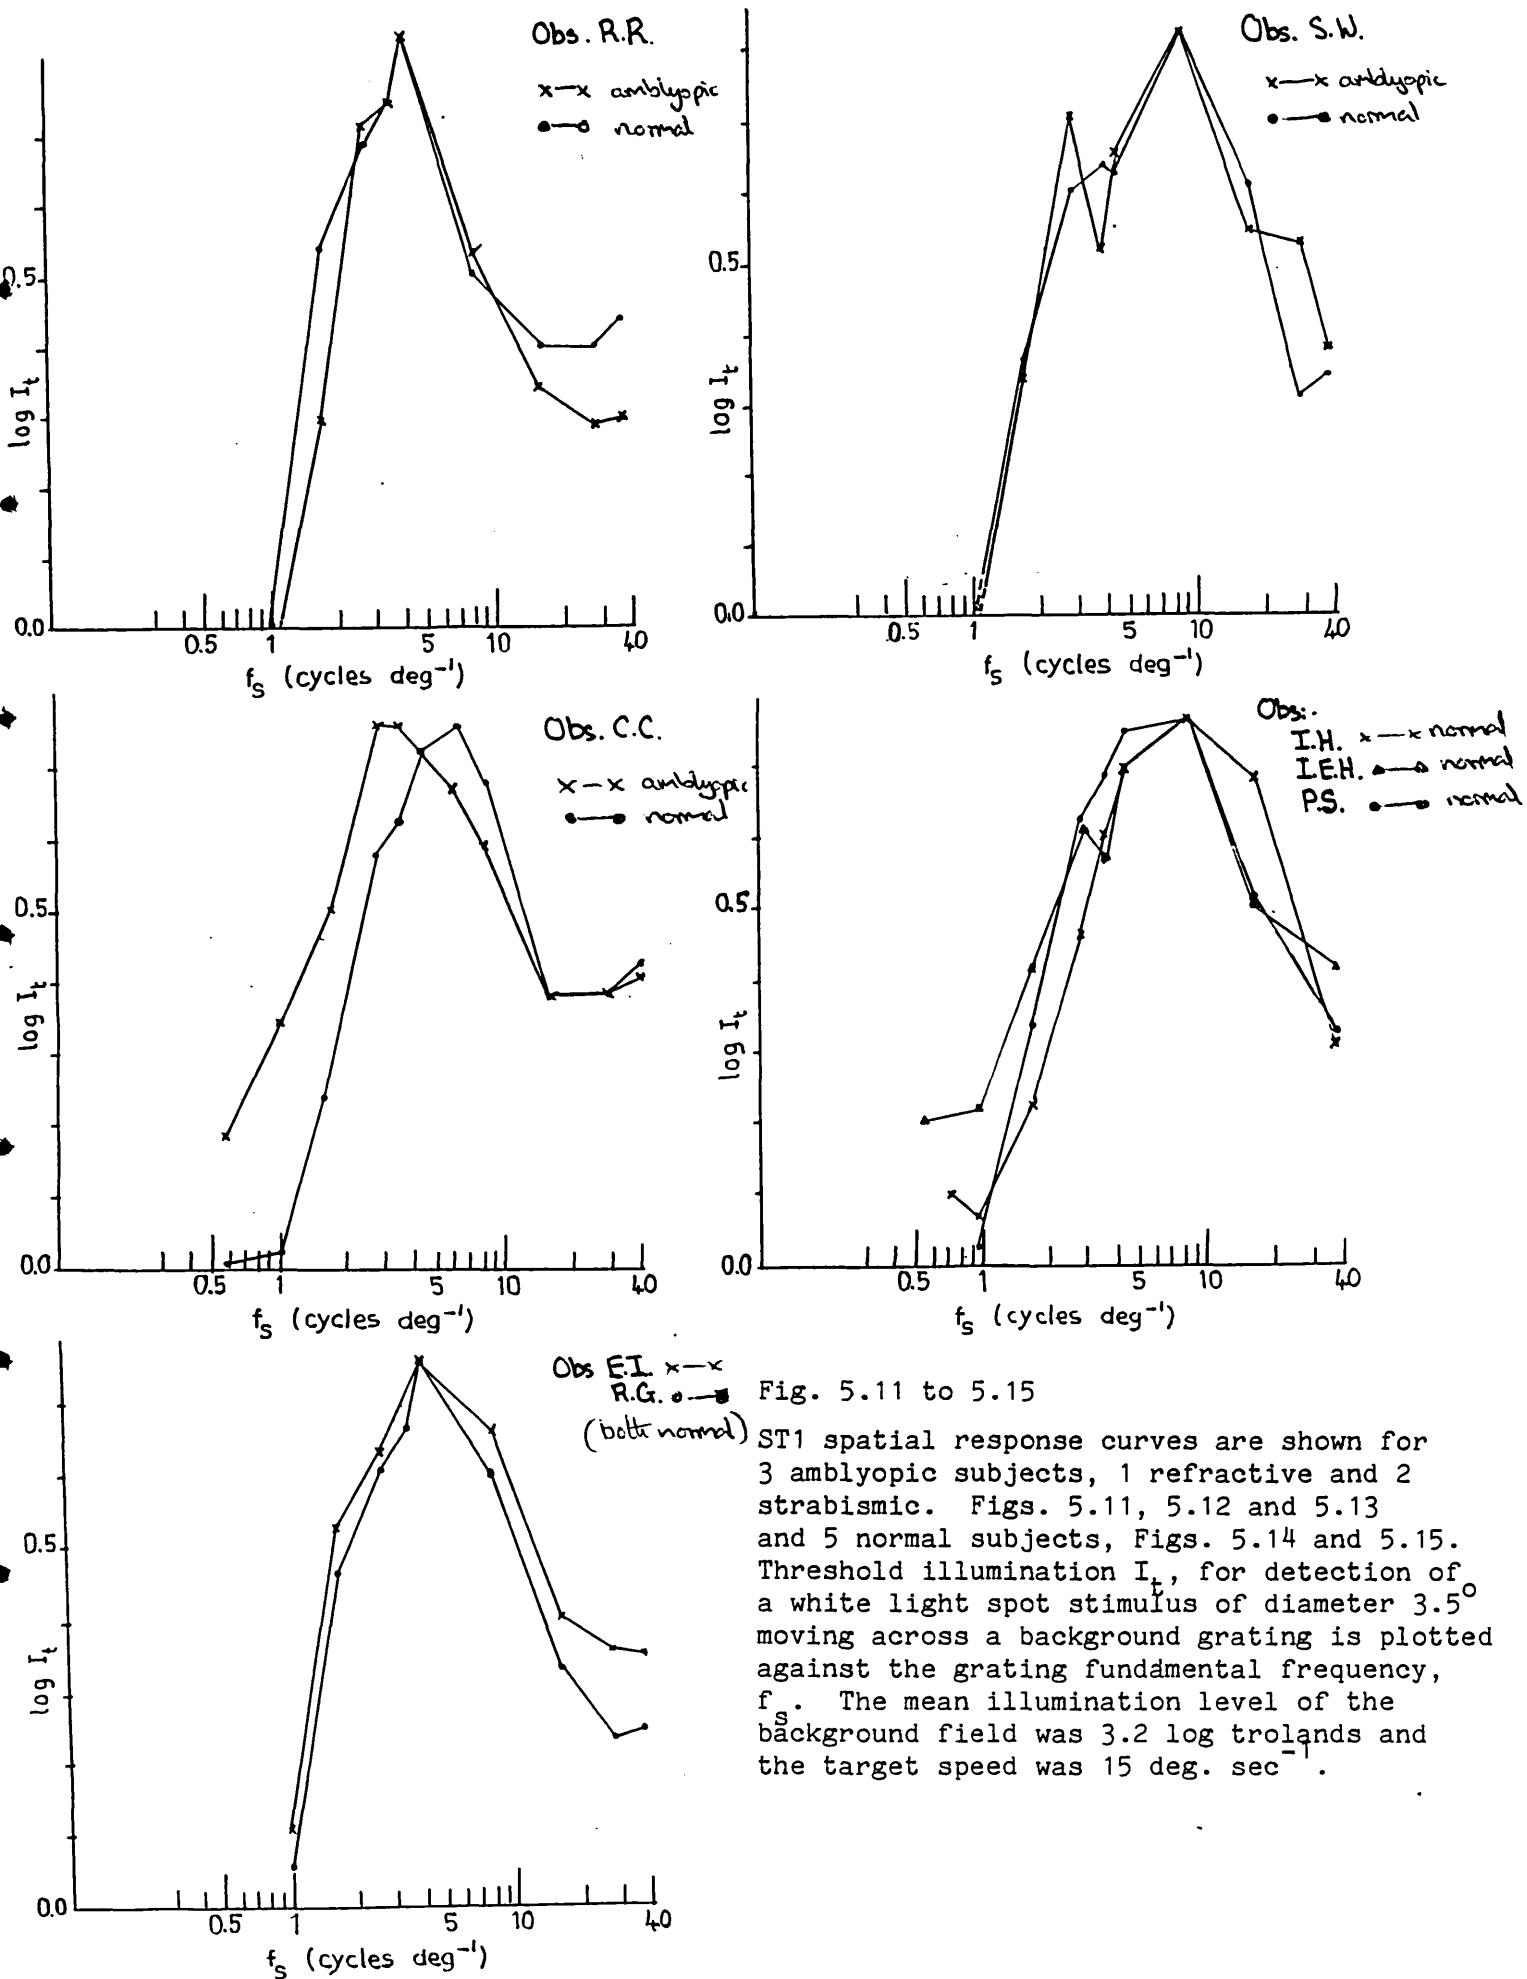 Obs. R.R.
x—x amblyopic
•—o normal
0.5
log I_t
0.0
0.5 1 5 10 40
f_s (cycles deg⁻¹)
Obs. S.W.
x—x amblyopic
•—• normal
0.5
log I_t
0.0
0.5 1 5 10 40
f_s (cycles deg⁻¹)
Obs. C.C.
x–x amblyopic
•—• normal
0.5
log I_t
0.0
0.5 1 5 10 40
f_s (cycles deg⁻¹)
Obs:-
I.H. x—x normal
I.E.H. ▲—▲ normal
P.S. •—• normal
0.5
log I_t
0.0
0.5 1 5 10 40
f_s (cycles deg⁻¹)
Obs E.I. x—x
R.G. •—■
(both normal)
0.5
log I_t
0.0
0.5 1 5 10 40
f_s (cycles deg⁻¹)
Fig. 5.11 to 5.15
ST1 spatial response curves are shown for
3 amblyopic subjects, 1 refractive and 2
strabismic. Figs. 5.11, 5.12 and 5.13
and 5 normal subjects, Figs. 5.14 and 5.15.
Threshold illumination I_t, for detection of
a white light spot stimulus of diameter 3.5°
moving across a background grating is plotted
against the grating fundamental frequency,
f_s. The mean illumination level of the
background field was 3.2 log trolands and
the target speed was 15 deg. sec⁻¹.